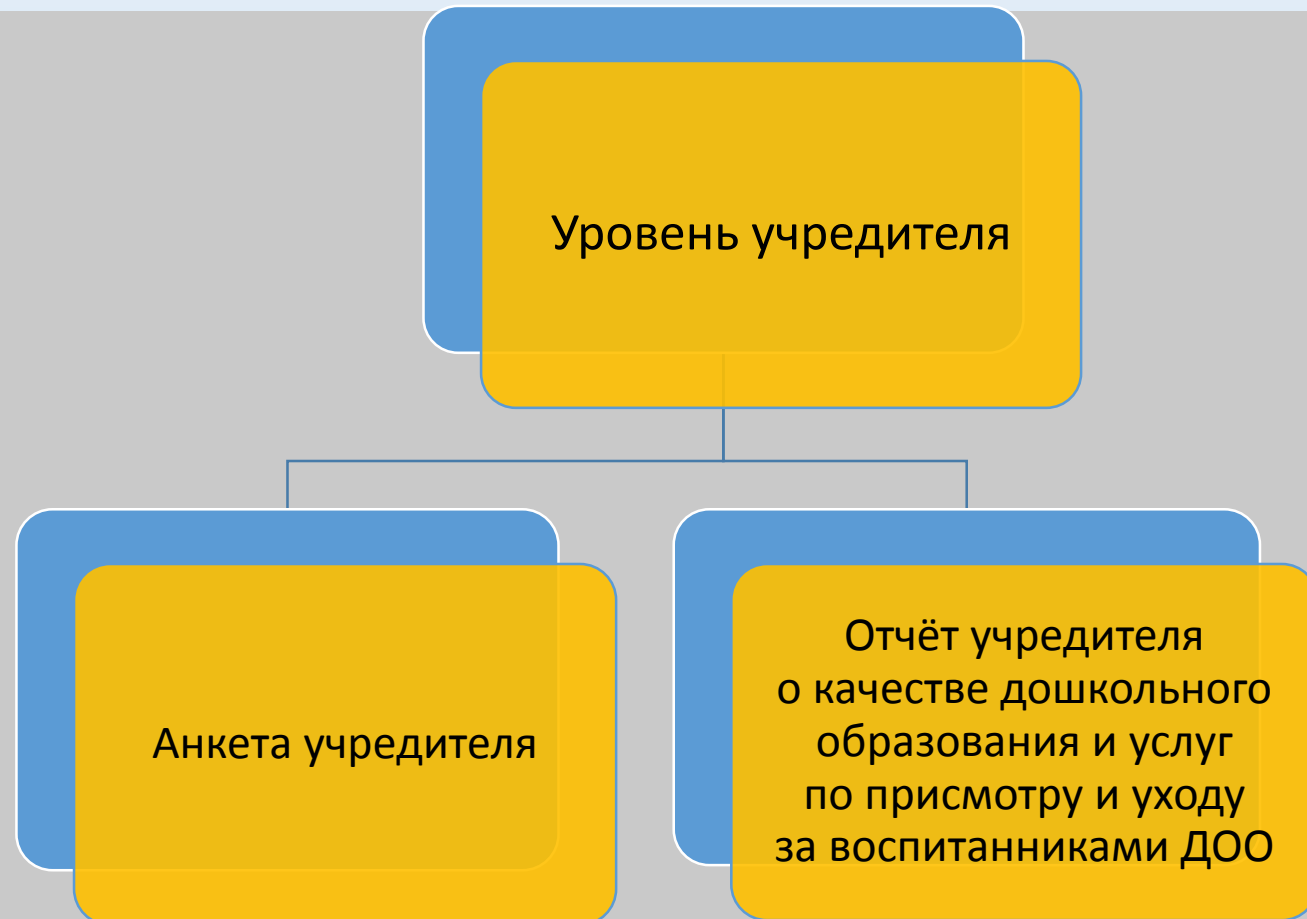 Уровень учредителя
Анкета учредителя
Отчёт учредителя
о качестве дошкольного
образования и услуг
по присмотру и уходу
за воспитанниками ДОО